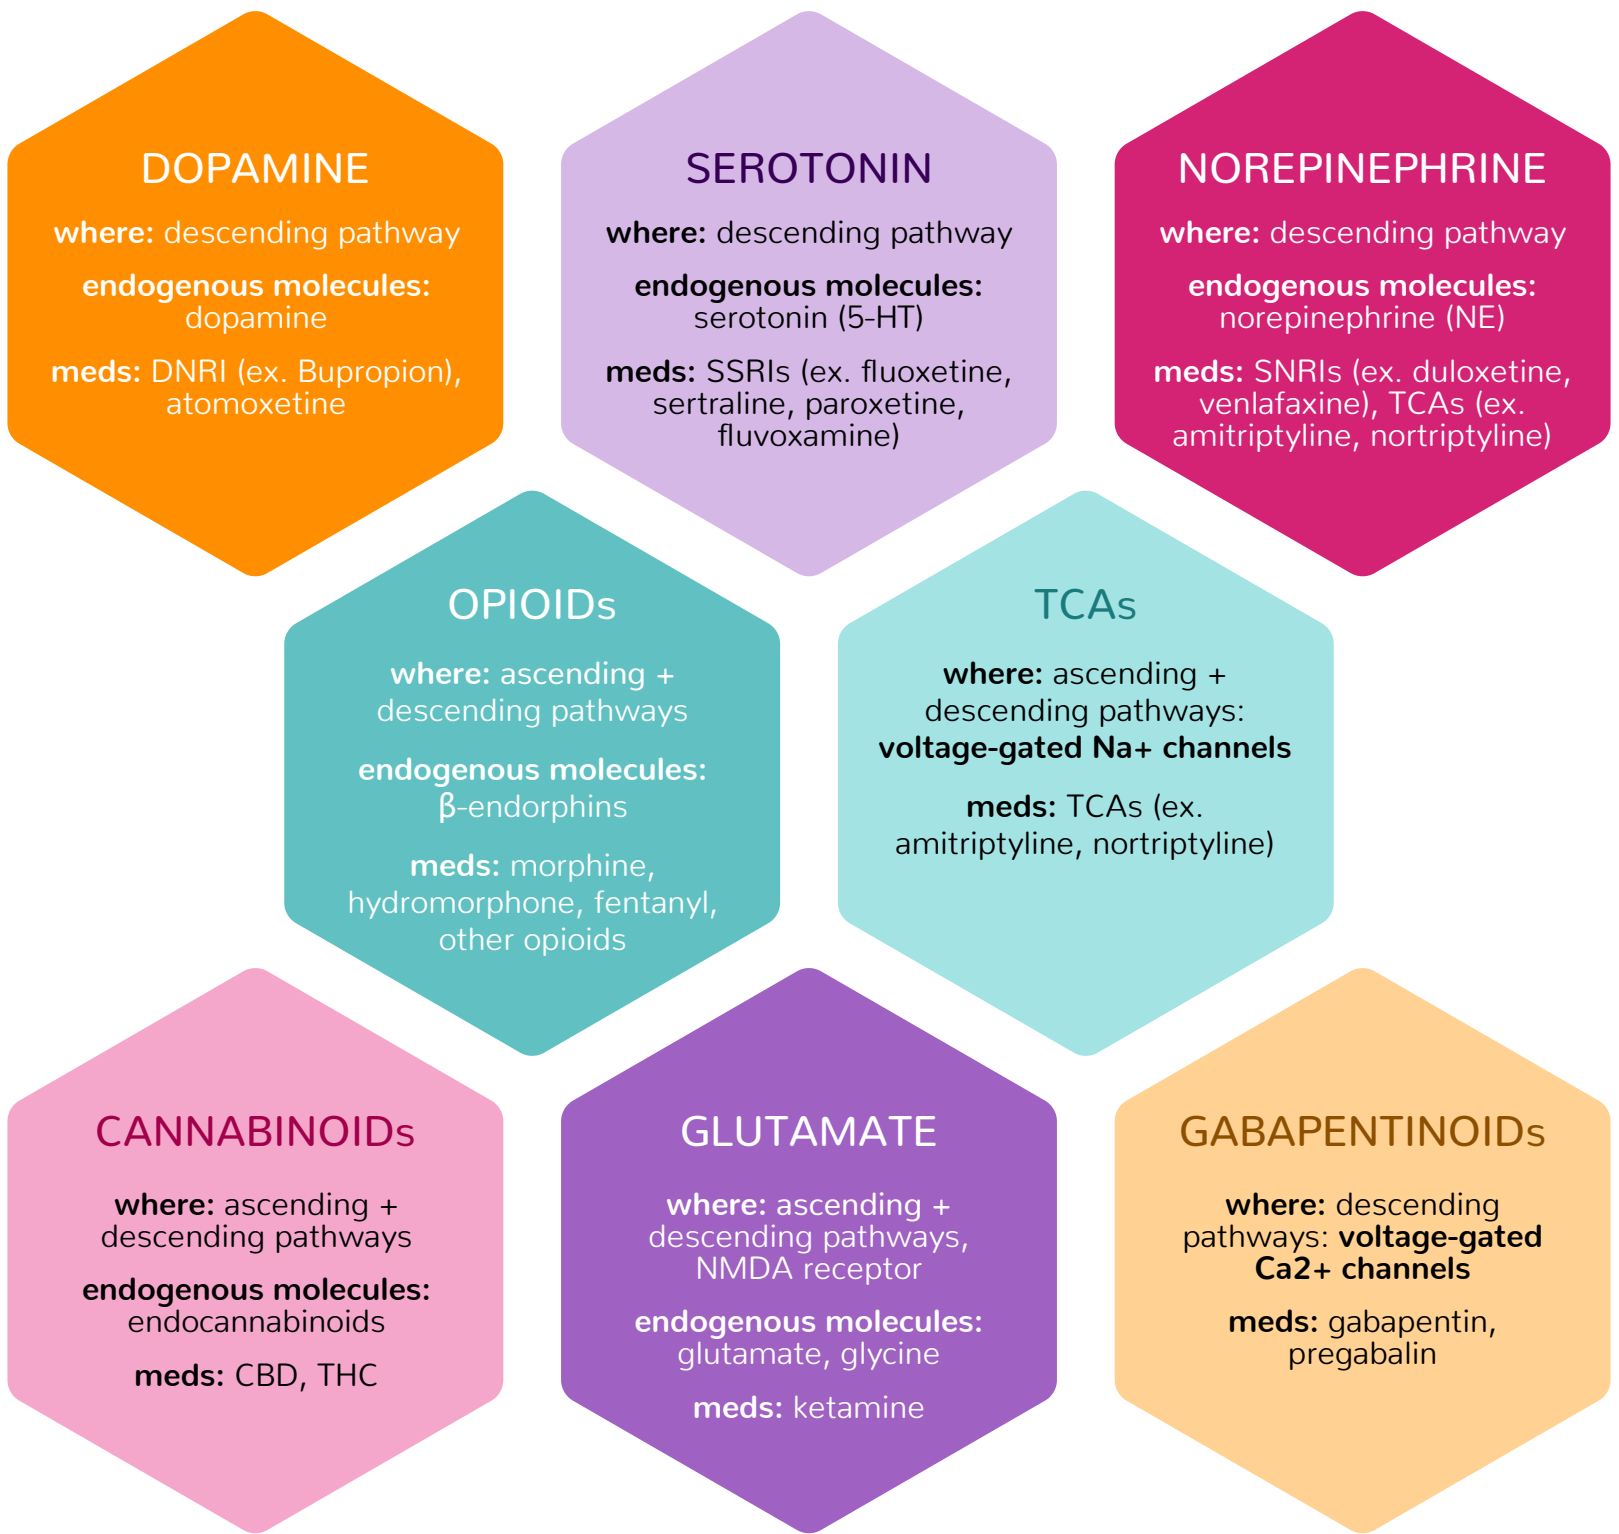 DOPAMINE
where: descending pathway
endogenous molecules:
dopamine
meds: DNRI (ex. Bupropion),
atomoxetine
SEROTONIN
where: descending pathway
endogenous molecules:
serotonin (5-HT)
meds: SSRIs (ex. fluoxetine,
sertraline, paroxetine,
fluvoxamine)
NOREPINEPHRINE
where: descending pathway
endogenous molecules:
norepinephrine (NE)
meds: SNRIs (ex. duloxetine,
venlafaxine), TCAs (ex.
amitriptyline, nortriptyline)
OPIOIDs
where: ascending +
descending pathways
endogenous molecules:
β-endorphins
meds: morphine,
hydromorphone, fentanyl,
other opioids
TCAs
where: ascending +
descending pathways:
voltage-gated Na+ channels
meds: TCAs (ex.
amitriptyline, nortriptyline)
CANNABINOIDs
where: ascending +
descending pathways
endogenous molecules:
endocannabinoids
meds: CBD, THC
GLUTAMATE
where: ascending +
descending pathways,
NMDA receptor
endogenous molecules:
glutamate, glycine
meds: ketamine
GABAPENTINOIDs
where: descending
pathways: voltage-gated
Ca2+ channels
meds: gabapentin,
pregabalin